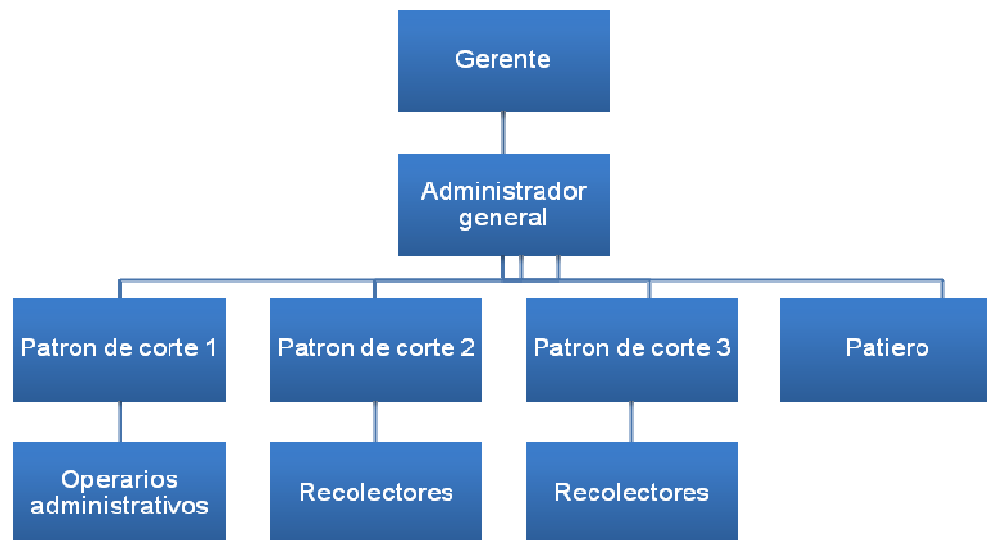 Gerente
Administrador
general
Patron de corte 1
Patron de corte 2
Patron de corte 3
Patiero
Operarios
administrativos
Recolectores
Recolectores